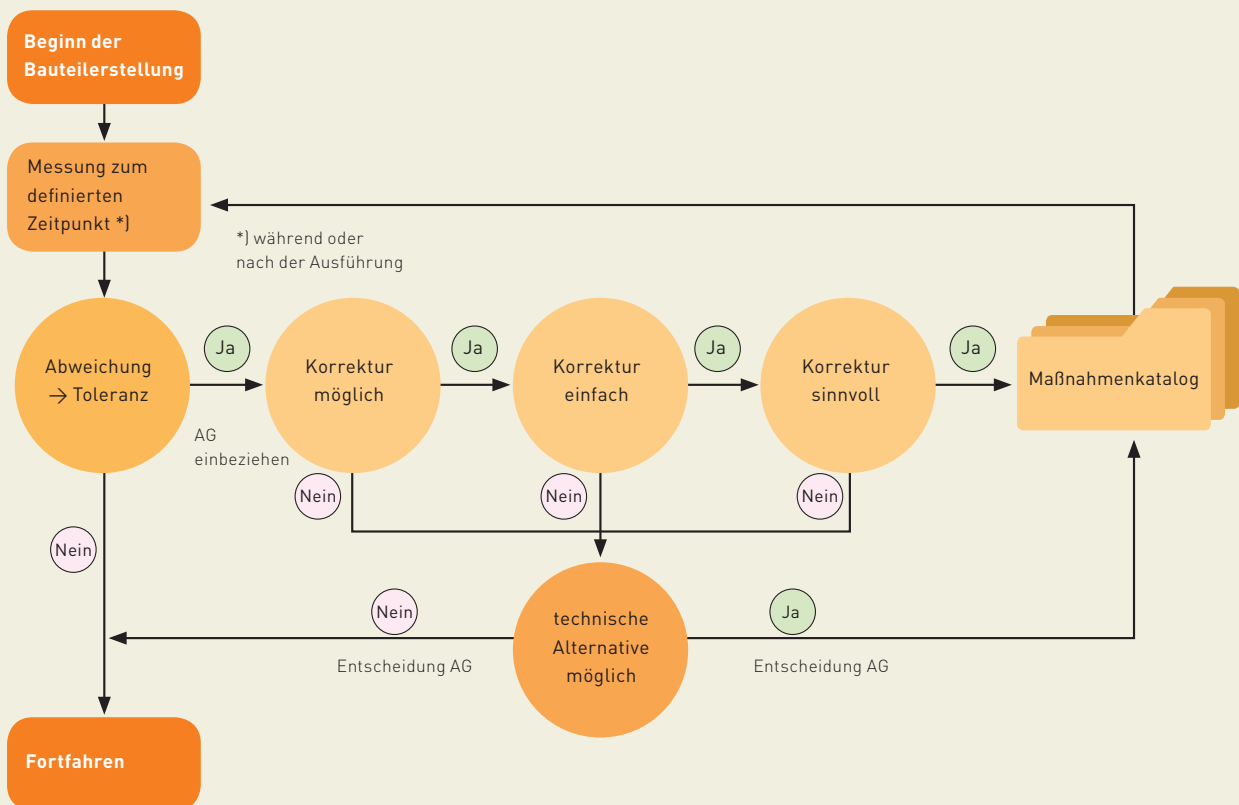 Beginn der
Bauteilerstellung
Messung zum
definierten
Zeitpunkt *)
*) während oder
nach der Ausführung
Abweichung
→ Toleranz
Ja
AG
einbeziehen
Korrektur
möglich
Ja
Korrektur
einfach
Ja
Korrektur
sinnvoll
Ja
Maßnahmenkatalog
Nein
Nein
Nein
Nein
Nein
Entscheidung AG
technische
Alternative
möglich
Ja
Entscheidung AG
Fortfahren